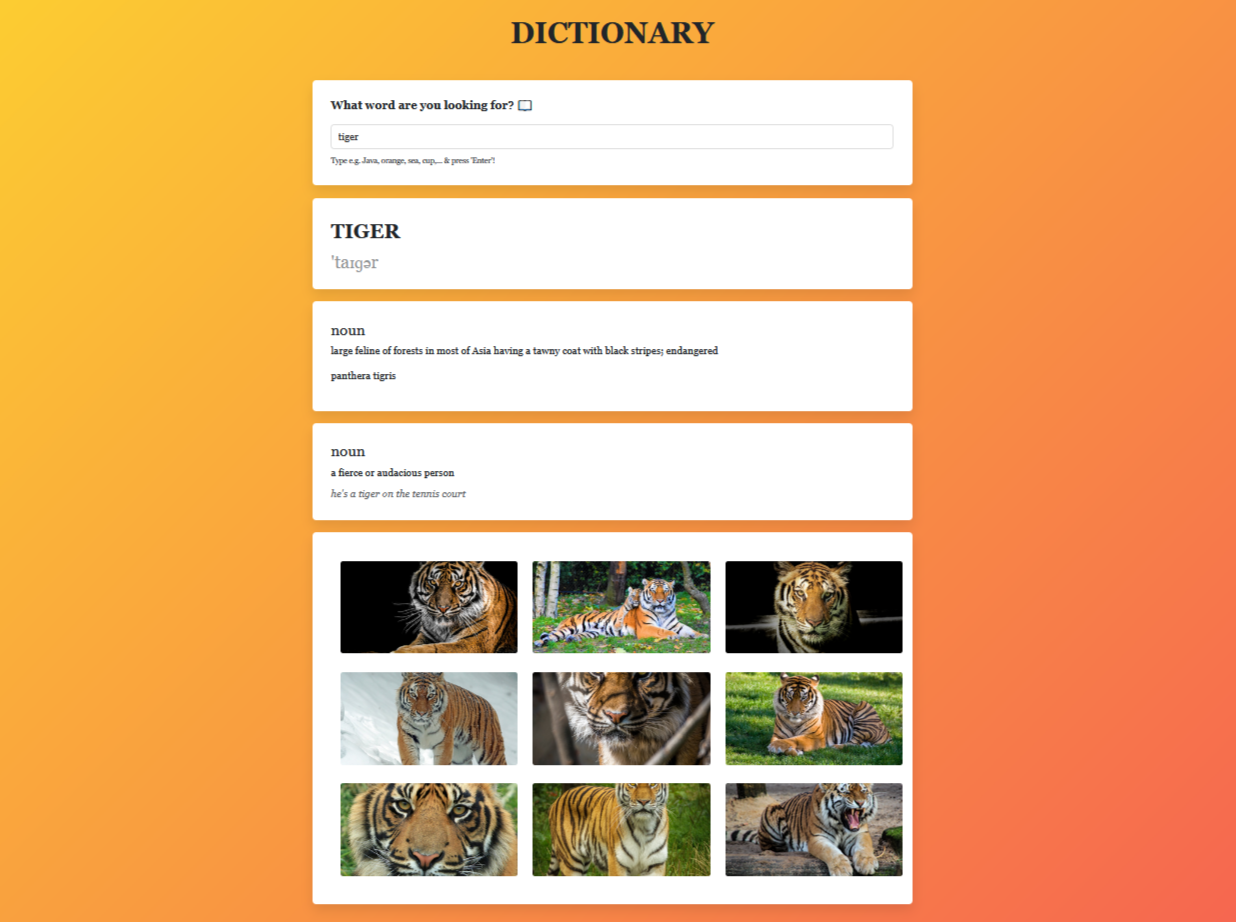 DICTIONARY
What word are you looking for? 📖
tiger
Type e.g. Java, orange, sea, cup,... & press 'Enter'!
TIGER
'taɪgər
noun
large feline of forests in most of Asia having a tawny coat with black stripes; endangered
panthera tigris
noun
a fierce or audacious person
he's a tiger on the tennis court